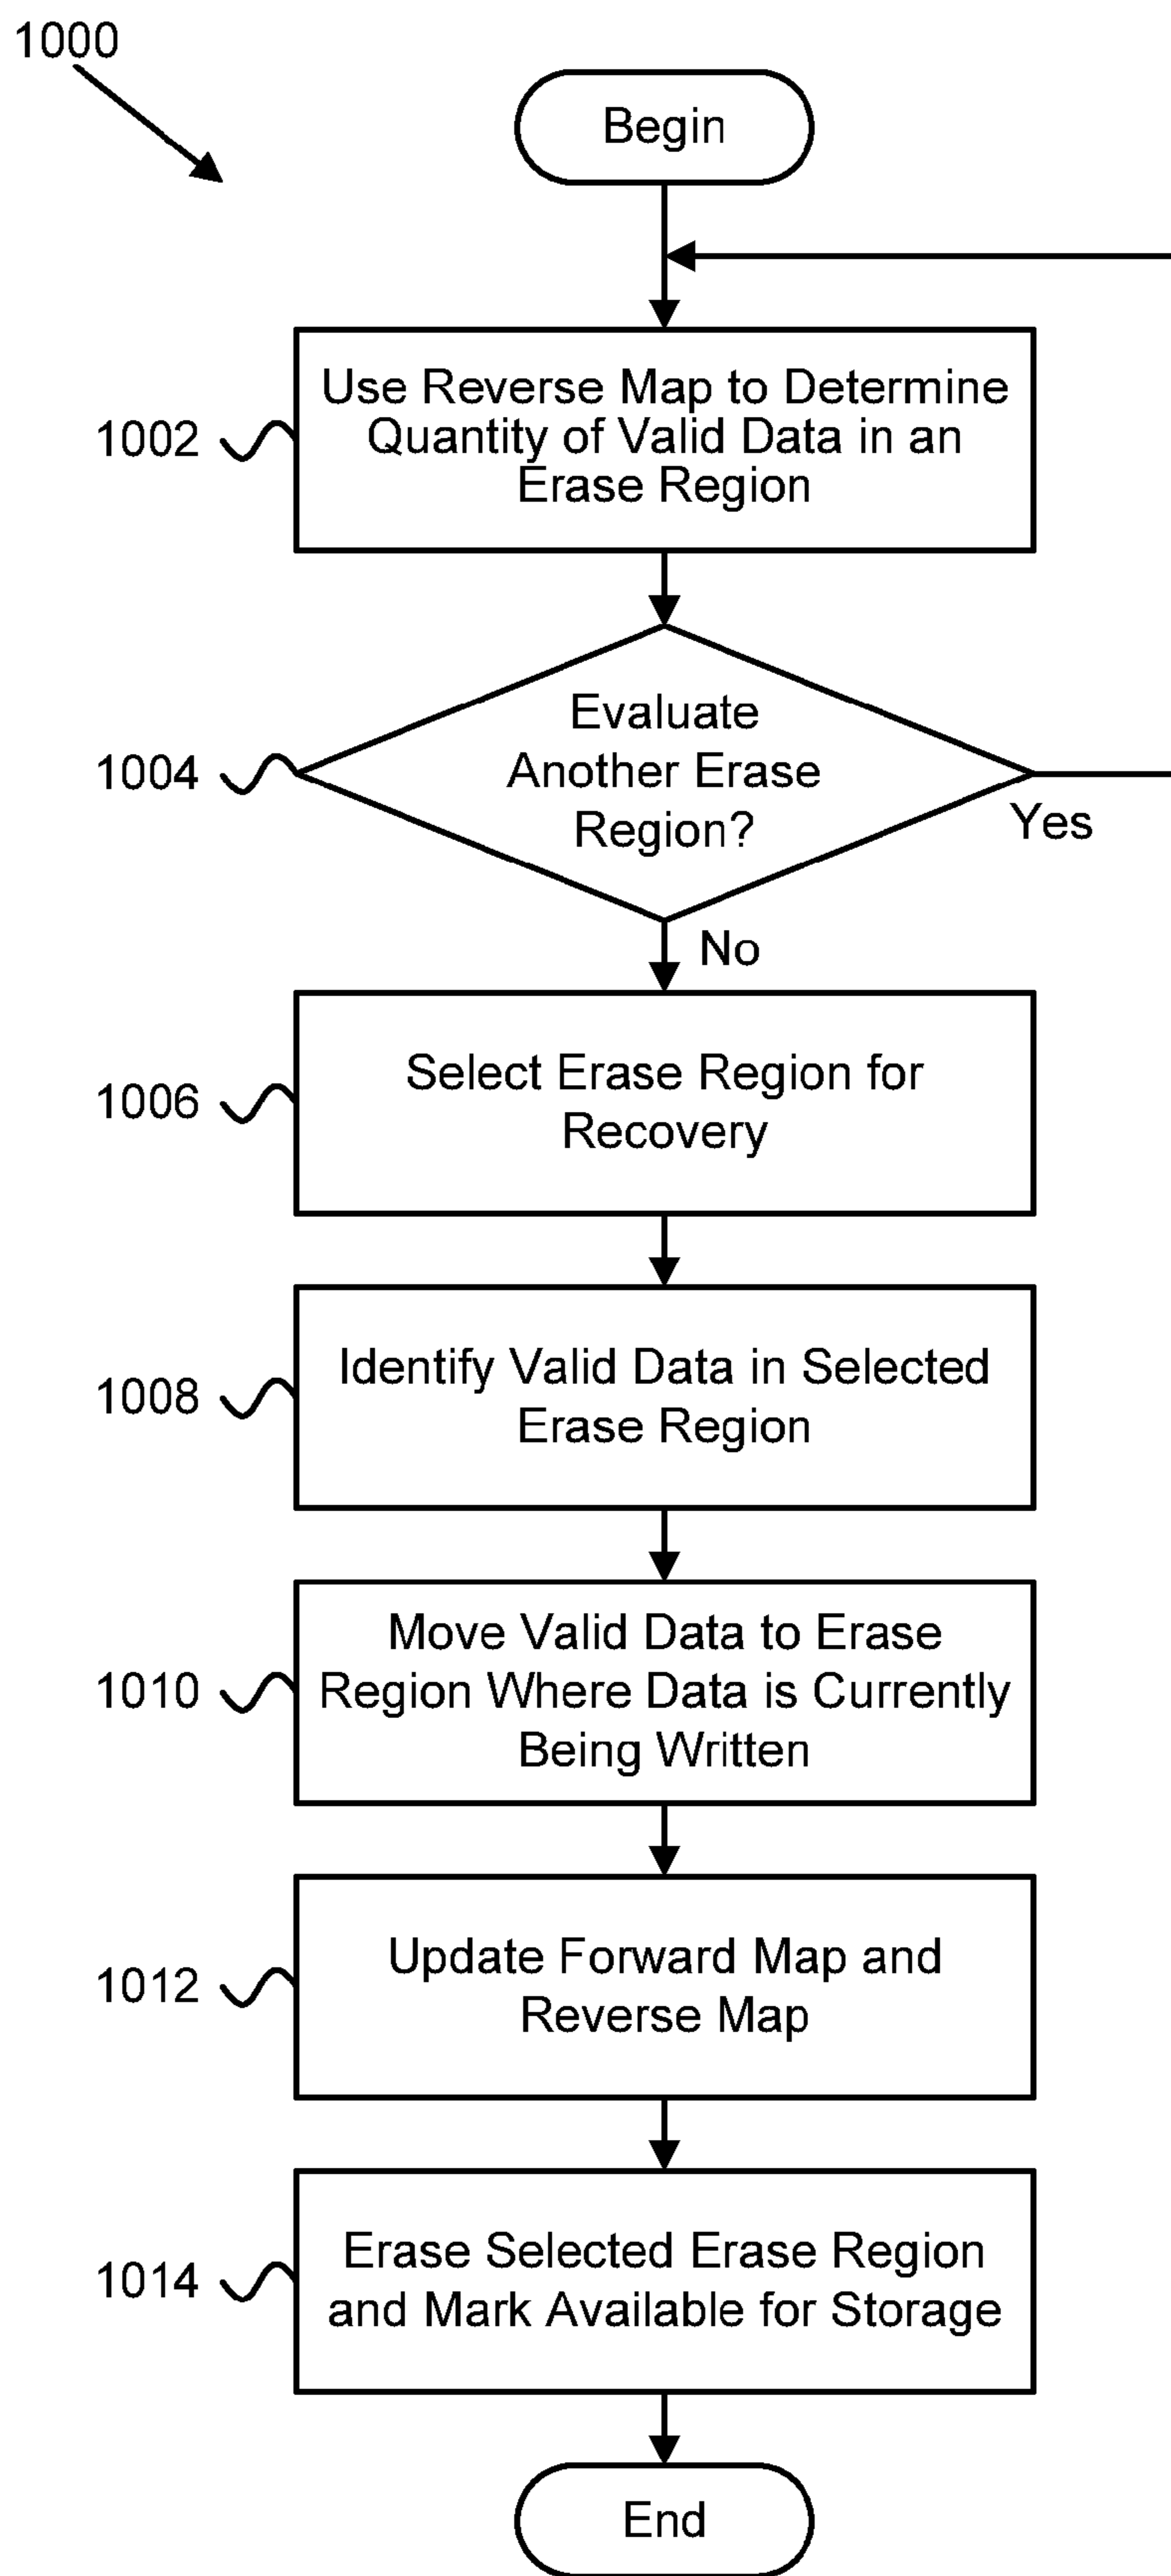 1000
Begin
1002
Use Reverse Map to Determine
Quantity of Valid Data in an
Erase Region
1004
Evaluate
Another Erase
Region?
Yes
No
1006
Select Erase Region for
Recovery
1008
Identify Valid Data in Selected
Erase Region
1010
Move Valid Data to Erase
Region Where Data is Currently
Being Written
1012
Update Forward Map and
Reverse Map
1014
Erase Selected Erase Region
and Mark Available for Storage
End